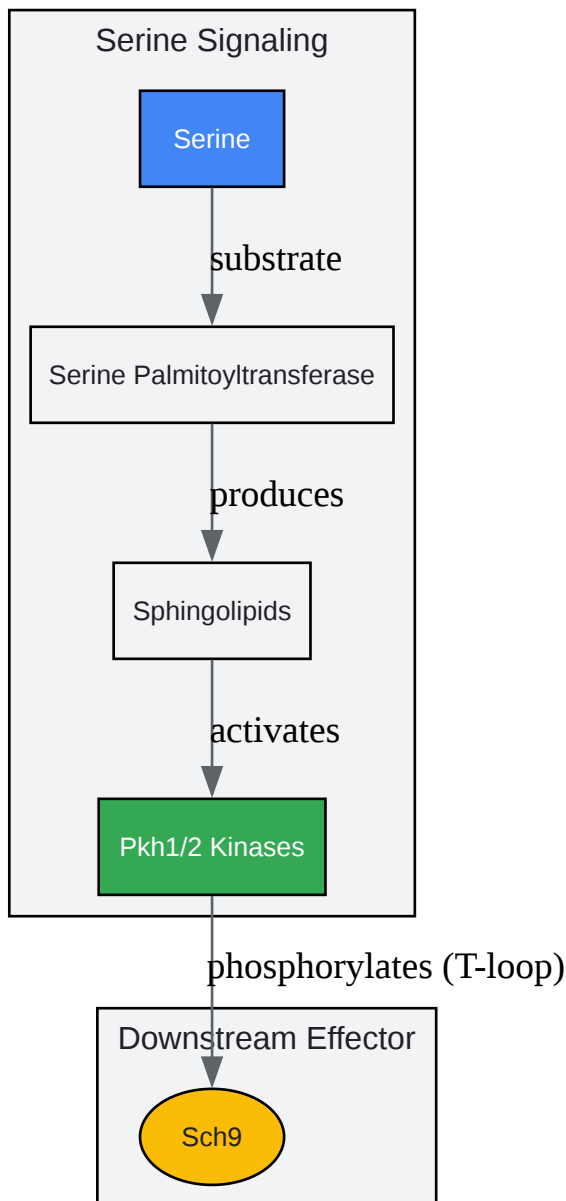 Serine Signaling
Serine
substrate
Serine Palmitoyltransferase
produces
Sphingolipids
activates
Pkh1/2 Kinases
phosphorylates (T-loop)
Downstream Effector
Sch9